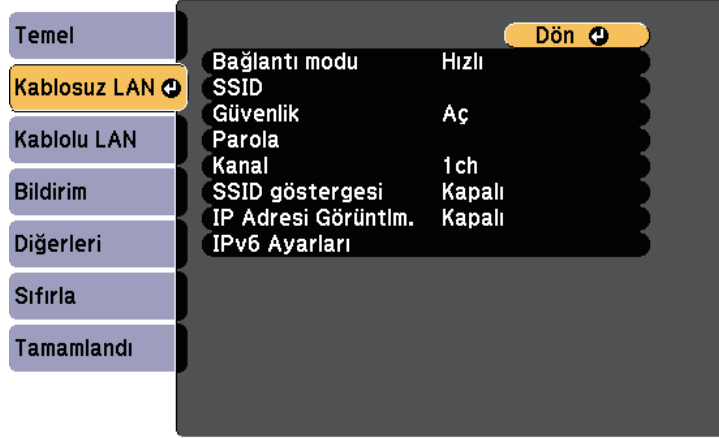 Temel
Kablosuz LAN
Kablolu LAN
Bildirim
Diğerleri
Sıfırla
Tamamlandı
Dön
Bağlantı modu Hızlı
SSID
Güvenlik Aç
Parola
Kanal 1ch
SSID göstergesi Kapalı
IP Adresi Görüntlm. Kapalı
IPv6 Ayarları